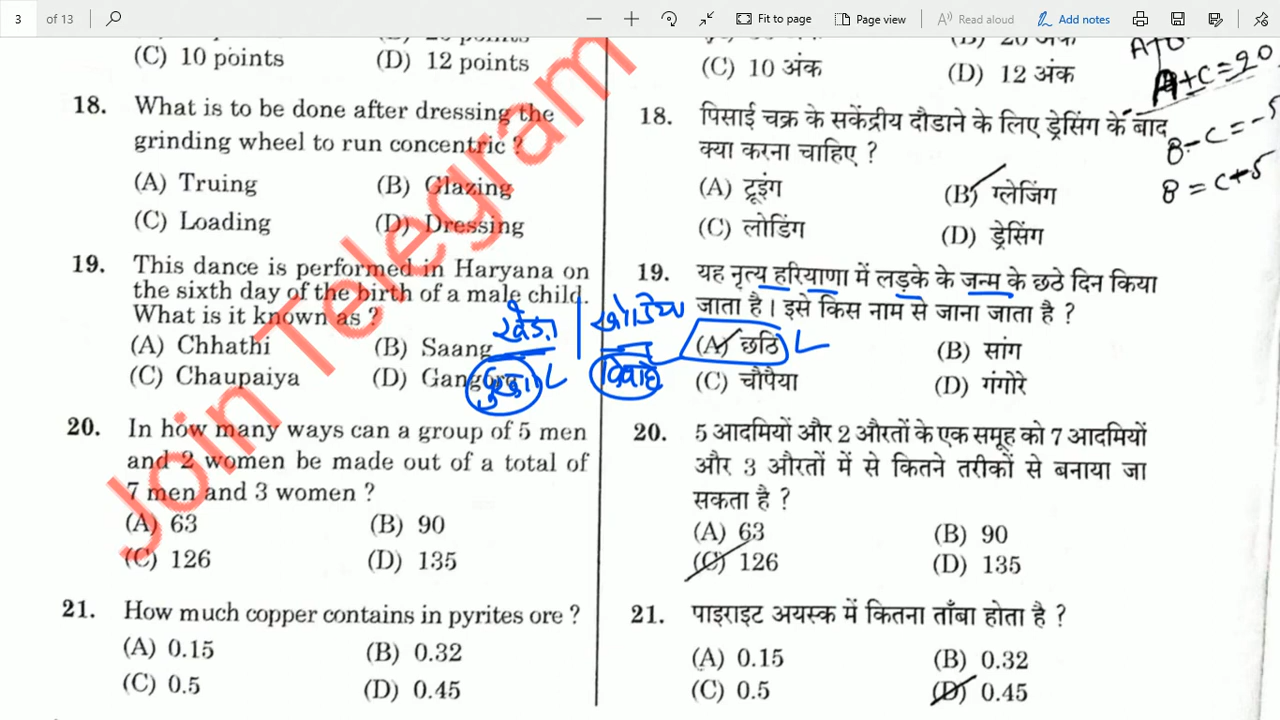 3 of 13
Fit to page
Page view
Read aloud
Add notes
(C) 10 points
(D) 12 points
18. What is to be done after dressing the
grinding wheel to run concentric ?
(A) Truing
(B) Glazing
(C) Loading
(D) Dressing
19. This dance is performed in Haryana on
the sixth day of the birth of a male child.
What is it known as ?
(A) Chhathi
(B) Saang
(C) Chaupaiya
(D) Gangore
20. In how many ways can a group of 5 men
and 2 women be made out of a total of
7 men and 3 women ?
(A) 63
(B) 90
(C) 126
(D) 135
21. How much copper contains in pyrites ore ?
(A) 0.15
(B) 0.32
(C) 0.5
(D) 0.45
(B) 20 अंक
(C) 10 अंक
(D) 12 अंक
18. पिसाई चक्र के सकेंद्रीय दौडाने के लिए ड्रेसिंग के बाद
क्या करना चाहिए ?
(A) ट्रूइंग
(B) ग्लेजिंग
(C) लोडिंग
(D) ड्रेसिंग
19. यह नृत्य हरियाणा में लड़के के जन्म के छठे दिन किया
जाता है। इसे किस नाम से जाना जाता है ?
(A) छठि
(B) सांग
(C) चौपैया
(D) गंगोरे
20. 5 आदमियों और 2 औरतों के एक समूह को 7 आदमियों
और 3 औरतों में से कितने तरीकों से बनाया जा
सकता है ?
(A) 63
(B) 90
(C) 126
(D) 135
21. पाइराइट अयस्क में कितना ताँबा होता है ?
(A) 0.15
(B) 0.32
(C) 0.5
(D) 0.45
A+C=20
B-C=-5
B=C+5
विवाह
Join Telegram